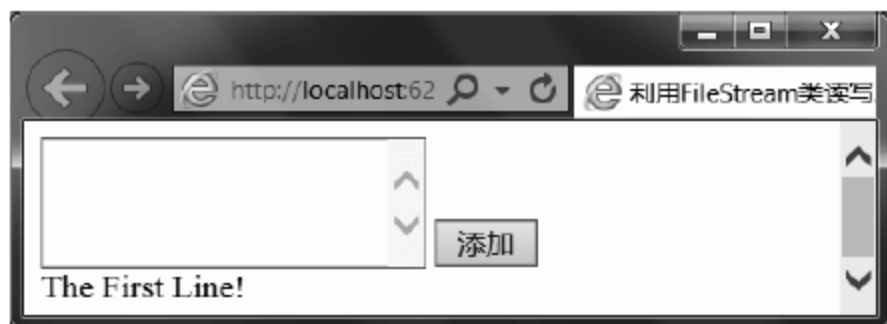 http://localhost:62
利用FileStream类读写
添加
The First Line!